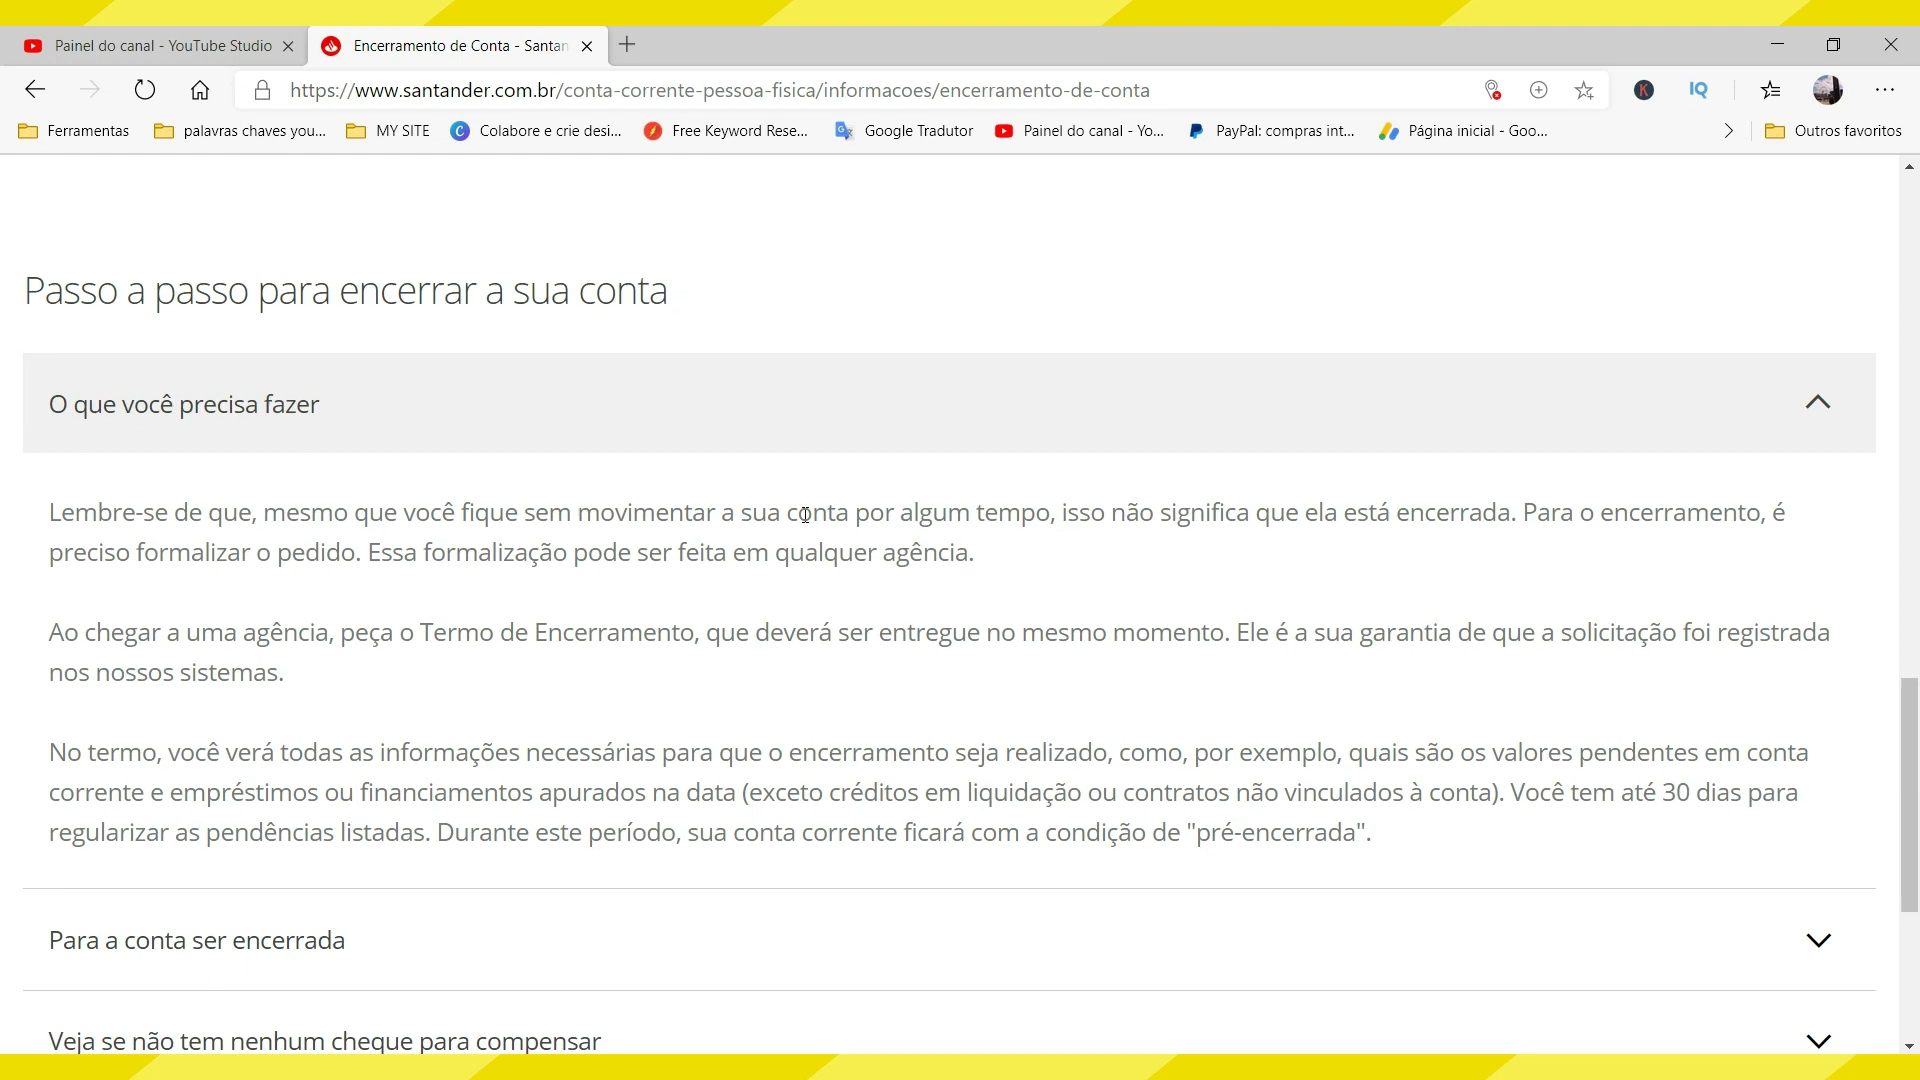 Painel do canal - YouTube Studio
Encerramento de Conta - Santan
https://www.santander.com.br/conta-corrente-pessoa-fisica/informacoes/encerramento-de-conta
K
IQ
Ferramentas
palavras chaves you...
MY SITE
C
Colabore e crie desi...
Free Keyword Rese...
Google Tradutor
Painel do canal - Yo...
PayPal: compras int...
Página inicial - Goo...
Outros favoritos
Passo a passo para encerrar a sua conta
O que você precisa fazer
Lembre-se de que, mesmo que você fique sem movimentar a sua conta por algum tempo, isso não significa que ela está encerrada. Para o encerramento, é
preciso formalizar o pedido. Essa formalização pode ser feita em qualquer agência.
Ao chegar a uma agência, peça o Termo de Encerramento, que deverá ser entregue no mesmo momento. Ele é a sua garantia de que a solicitação foi registrada
nos nossos sistemas.
No termo, você verá todas as informações necessárias para que o encerramento seja realizado, como, por exemplo, quais são os valores pendentes em conta
corrente e empréstimos ou financiamentos apurados na data (exceto créditos em liquidação ou contratos não vinculados à conta). Você tem até 30 dias para
regularizar as pendências listadas. Durante este período, sua conta corrente ficará com a condição de "pré-encerrada".
Para a conta ser encerrada
Veja se não tem nenhum cheque para compensar